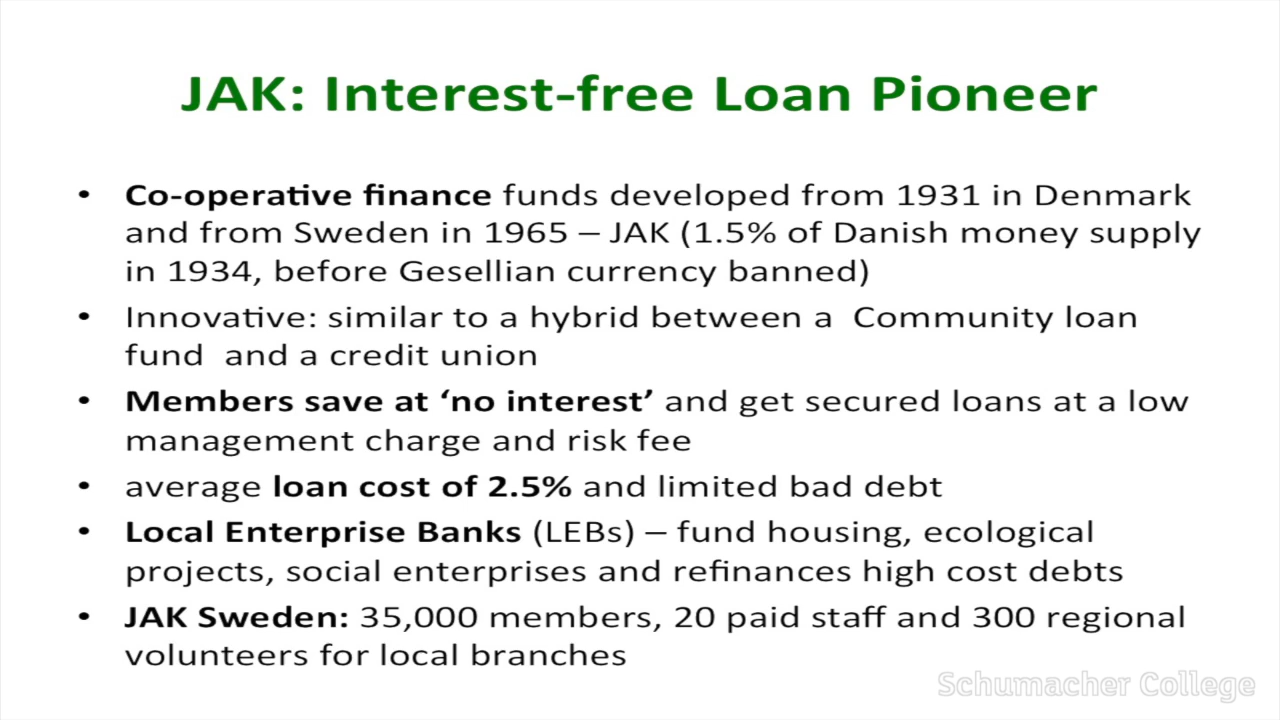 JAK: Interest-free Loan Pioneer
• Co-operative finance funds developed from 1931 in Denmark
and from Sweden in 1965 – JAK (1.5% of Danish money supply
in 1934, before Gesellian currency banned)
• Innovative: similar to a hybrid between a  Community loan
fund  and a credit union
• Members save at ‘no interest’ and get secured loans at a low
management charge and risk fee
• average loan cost of 2.5% and limited bad debt
• Local Enterprise Banks (LEBs) – fund housing, ecological
projects, social enterprises and refinances high cost debts
• JAK Sweden: 35,000 members, 20 paid staff and 300 regional
volunteers for local branches
Schumacher College